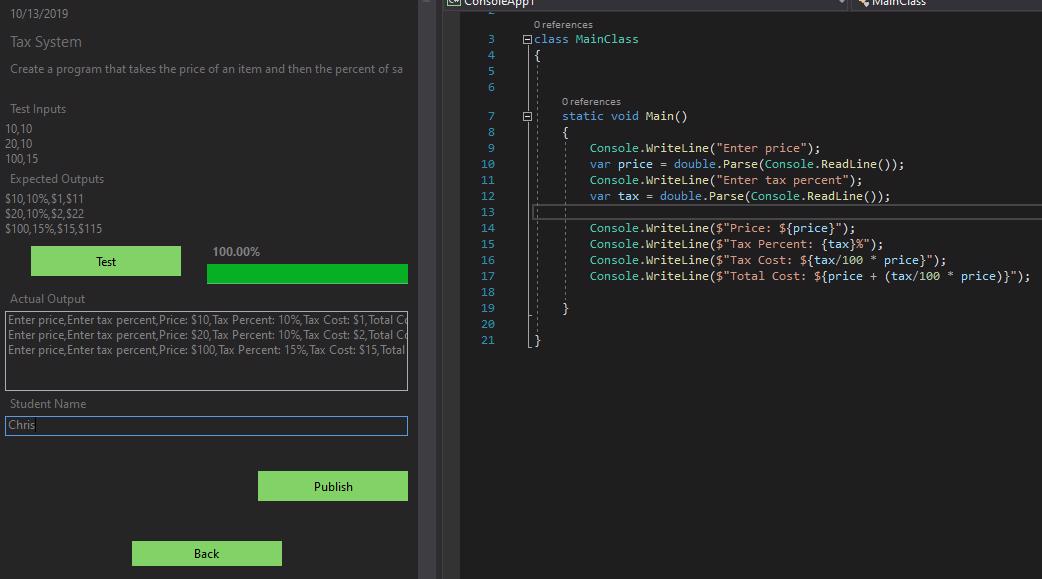 10/13/2019
Tax System
Create a program that takes the price of an item and then the percent of sa
Test Inputs
10,10
20,10
100,15
Expected Outputs
$10,10%,$1,$11
$20,10%,$2,$22
$100,15%,$15,$115
Test
100.00%
Actual Output
Enter price,Enter tax percent,Price: $10,Tax Percent: 10%,Tax Cost: $1,Total Co
Enter price,Enter tax percent,Price: $20,Tax Percent: 10%,Tax Cost: $2,Total Co
Enter price,Enter tax percent,Price: $100,Tax Percent: 15%,Tax Cost: $15,Total
Student Name
Chris
Publish
Back
ConsoleApp1
MainClass
2
0 references
3 class MainClass
4 {
5
6
0 references
7 static void Main()
8 {
9 Console.WriteLine("Enter price");
10 var price = double.Parse(Console.ReadLine());
11 Console.WriteLine("Enter tax percent");
12 var tax = double.Parse(Console.ReadLine());
13
14 Console.WriteLine($"Price: ${price}");
15 Console.WriteLine($"Tax Percent: {tax}%");
16 Console.WriteLine($"Tax Cost: ${tax/100 * price}");
17 Console.WriteLine($"Total Cost: ${price + (tax/100 * price)}");
18
19 }
20
21 }